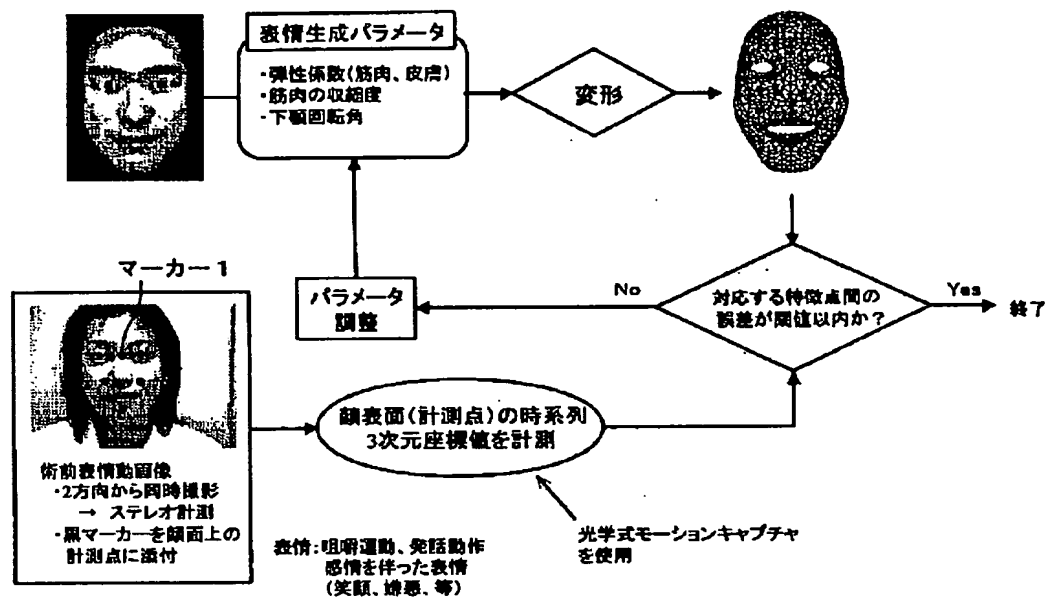 表情生成パラメータ
・弾性係数(筋肉、皮膚)
・筋肉の収縮度
・下顎回転角
変形
マーカー1
パラメータ
調整
No
対応する特徴点間の
誤差が閾値以内か?
Yes
終了
顔表面(計測点)の時系列
3次元座標値を計測
術前表情動画像
・2方向から同時撮影
→ ステレオ計測
・黒マーカーを顔面上の
計測点に添付
表情:咀嚼運動、発話動作
感情を伴った表情
(笑顔、嫌悪、等)
光学式モーションキャプチャ
を使用